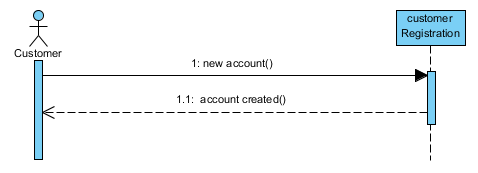 customer
Registration
Customer
1: new account()
1.1: account created()